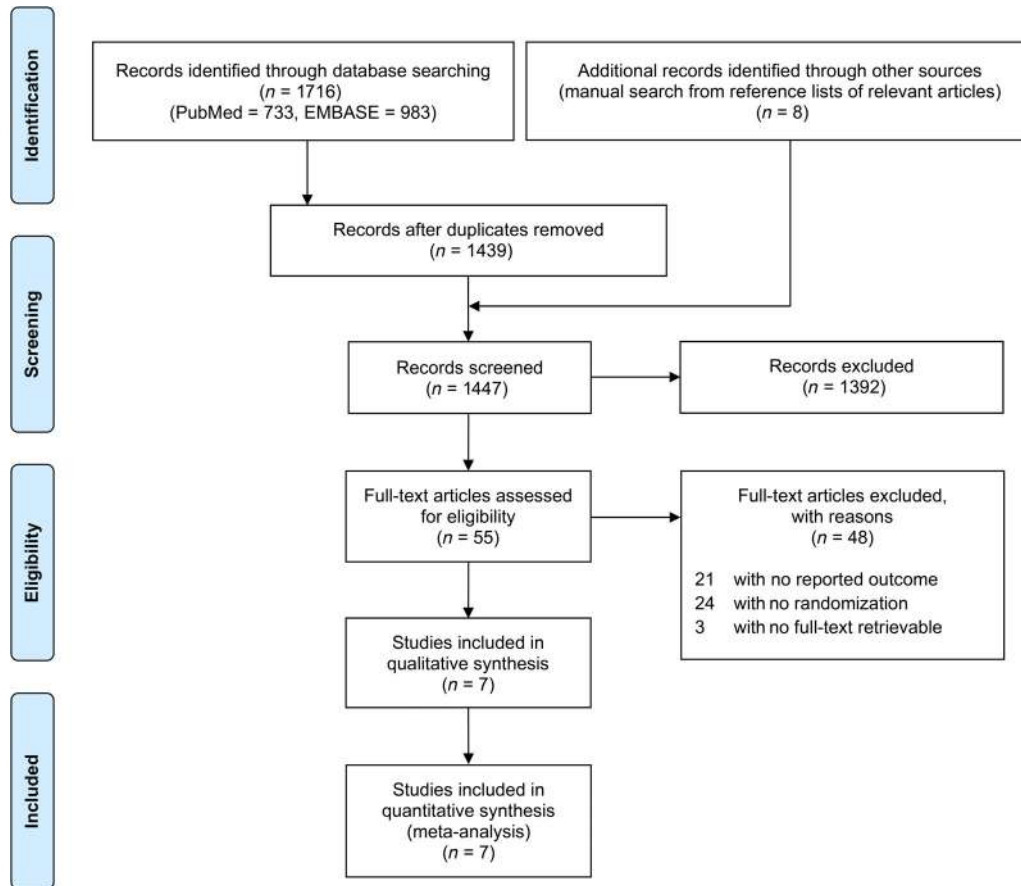 Identification
Records identified through database searching
(n = 1716)
(PubMed = 733, EMBASE = 983)
Additional records identified through other sources
(manual search from reference lists of relevant articles)
(n = 8)
Records after duplicates removed
(n = 1439)
Screening
Records screened
(n = 1447)
Records excluded
(n = 1392)
Eligibility
Full-text articles assessed
for eligibility
(n = 55)
Full-text articles excluded,
with reasons
(n = 48)
21 with no reported outcome
24 with no randomization
3 with no full-text retrievable
Studies included in
qualitative synthesis
(n = 7)
Included
Studies included in
quantitative synthesis
(meta-analysis)
(n = 7)